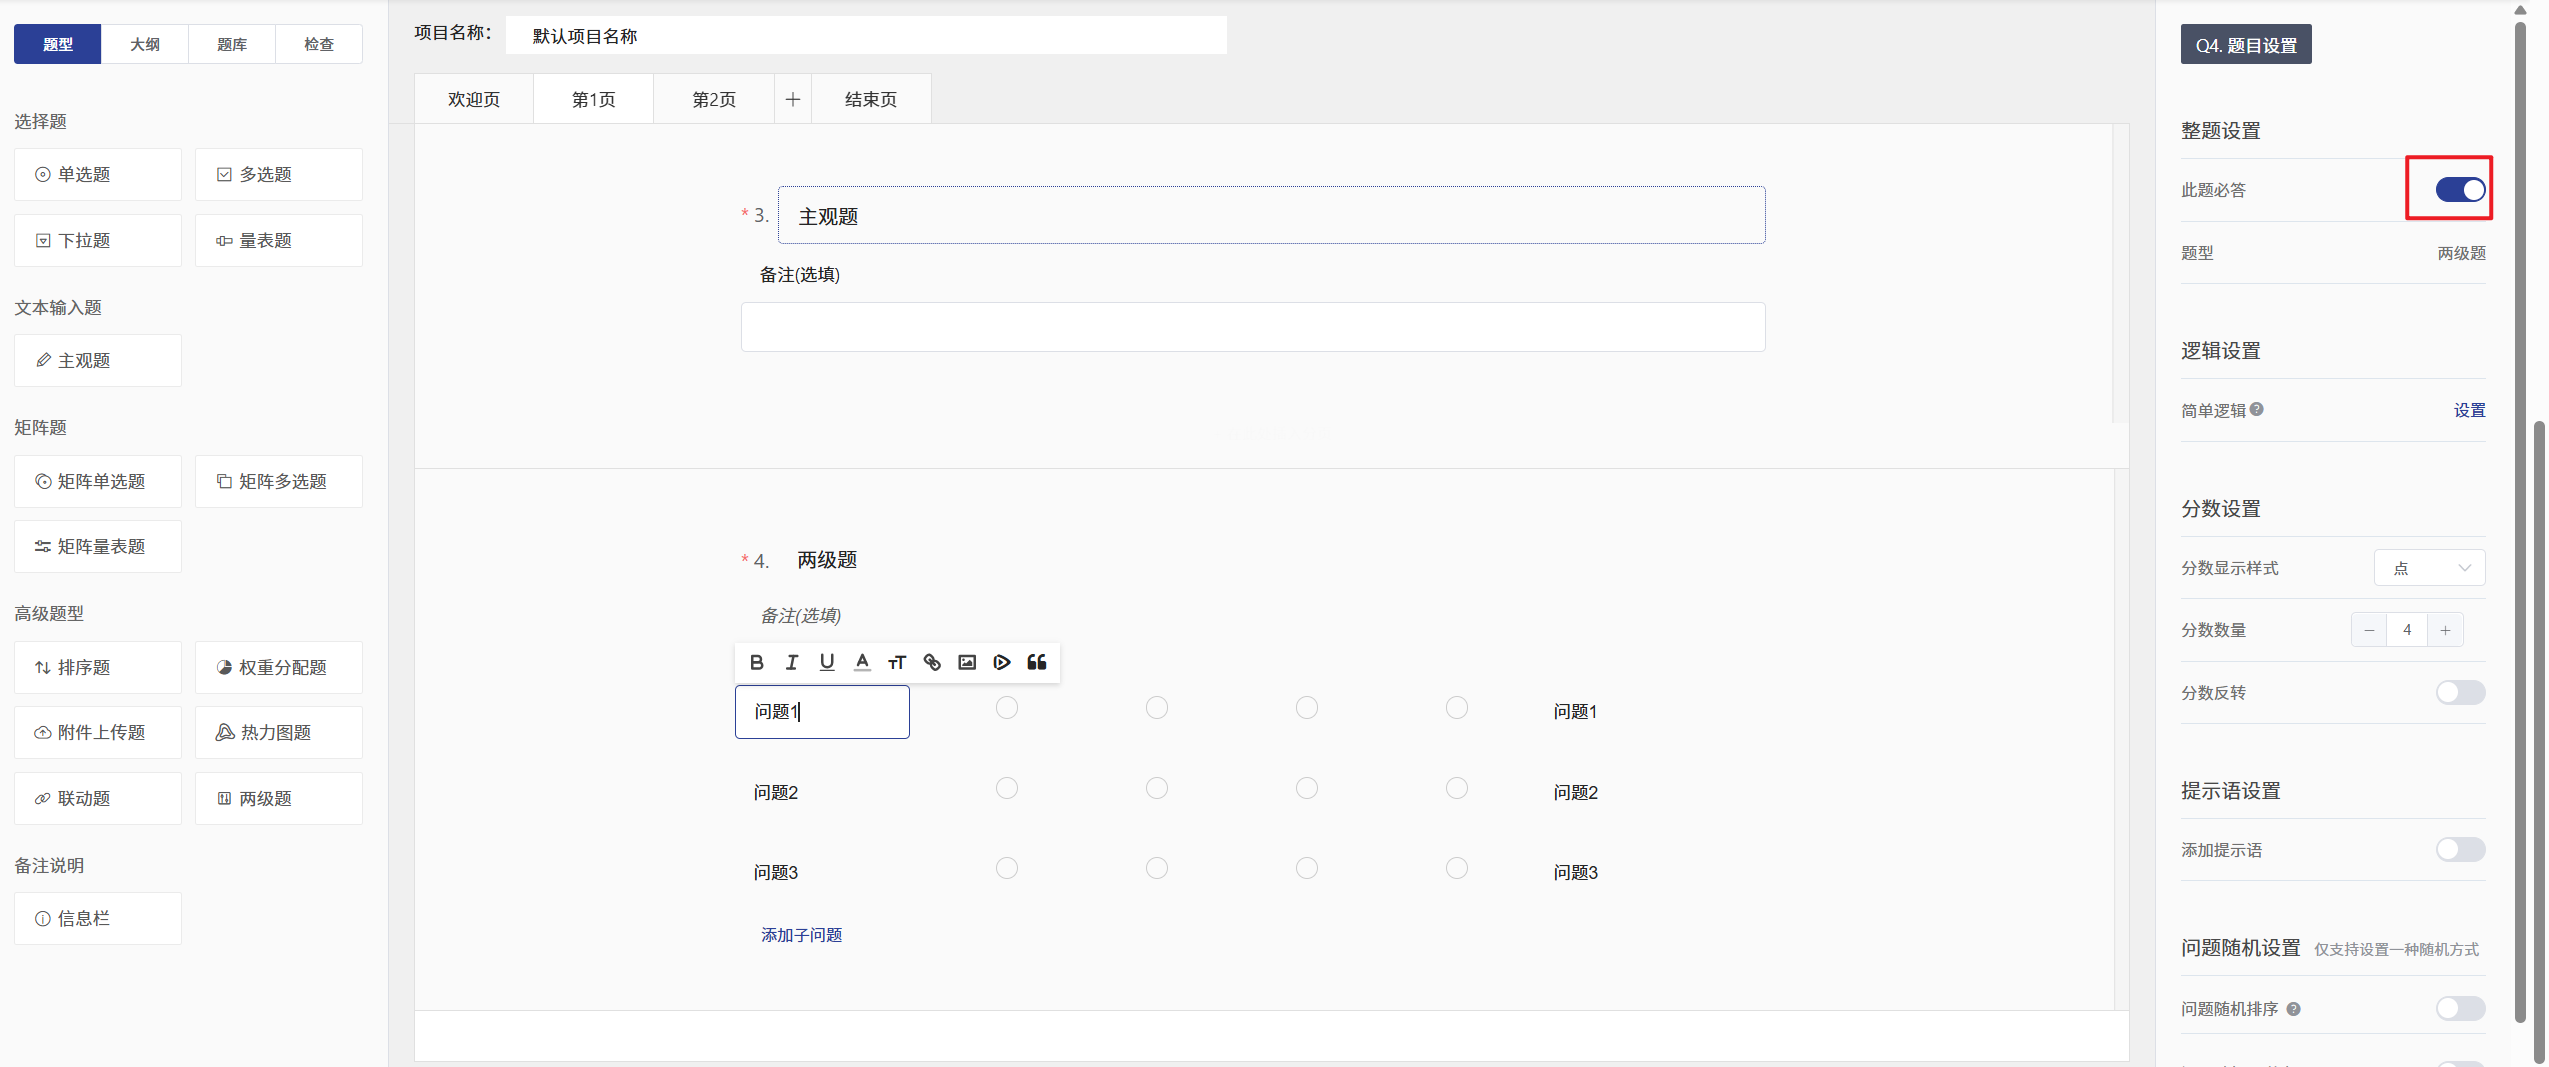 题型 大纲 题库 检查
选择题
单选题 多选题
下拉题 量表题
文本输入题
主观题
矩阵题
矩阵单选题 矩阵多选题
矩阵量表题
高级题型
排序题 权重分配题
附件上传题 热力图题
联动题 两级题
备注说明
信息栏
项目名称： 默认项目名称
欢迎页 第1页 第2页 + 结束页
* 3. 主观题
备注(选填)
* 4. 两级题
备注(选填)
B I U A TT
问题1 问题1
问题2 问题2
问题3 问题3
添加子问题
Q4. 题目设置
整题设置
此题必答
题型 两级题
逻辑设置
简单逻辑 设置
分数设置
分数显示样式 点
分数数量 − 4 +
分数反转
提示语设置
添加提示语
问题随机设置 仅支持设置一种随机方式
问题随机排序